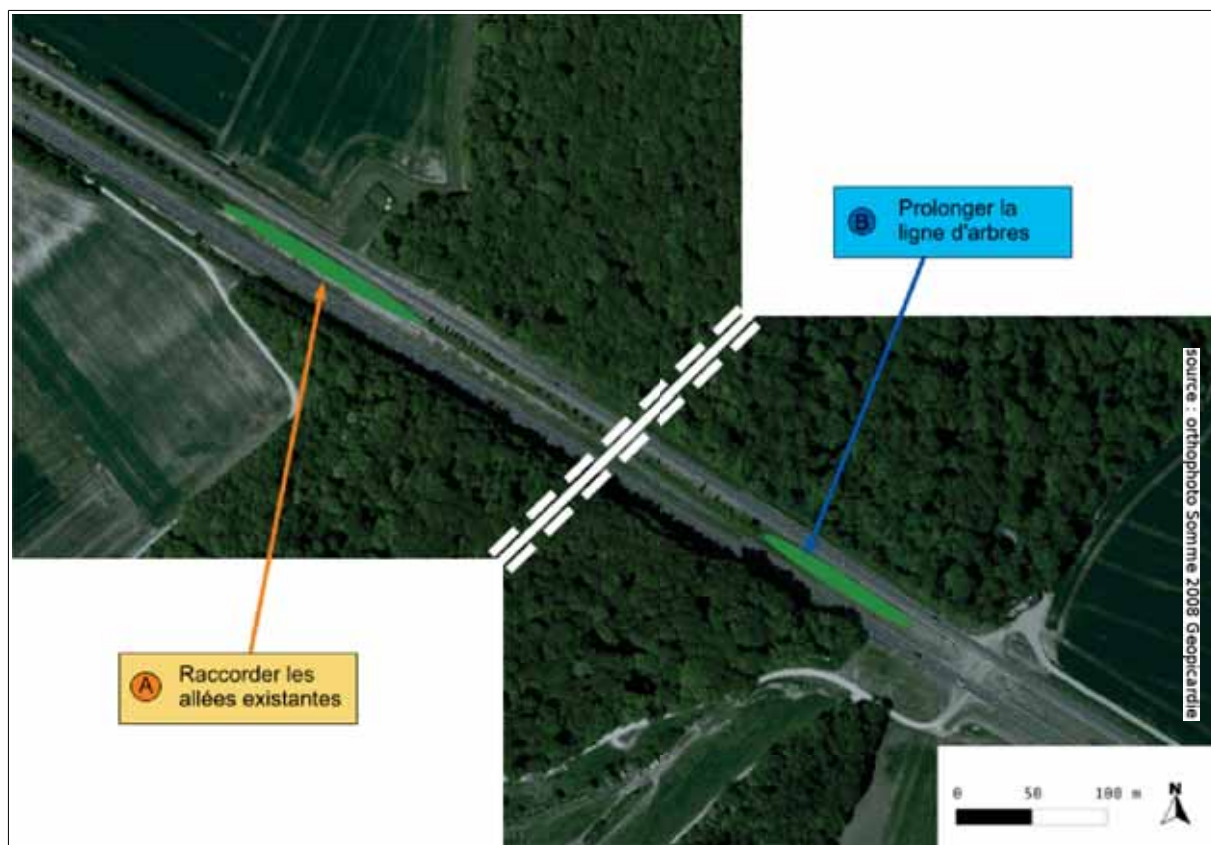 B
Prolonger la
ligne d'arbres
source : orthophoto Somme 2008 Geopicardie
A
Raccorder les
allées existantes
0 50 100 m
N